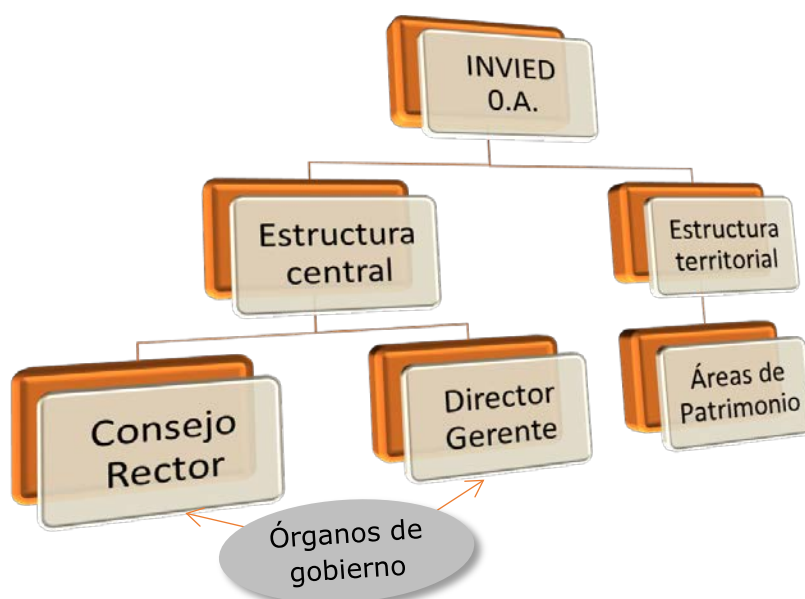 INVIED
0.A.
Estructura
central
Estructura
territorial
Consejo
Rector
Director
Gerente
Áreas de
Patrimonio
Órganos de
gobierno